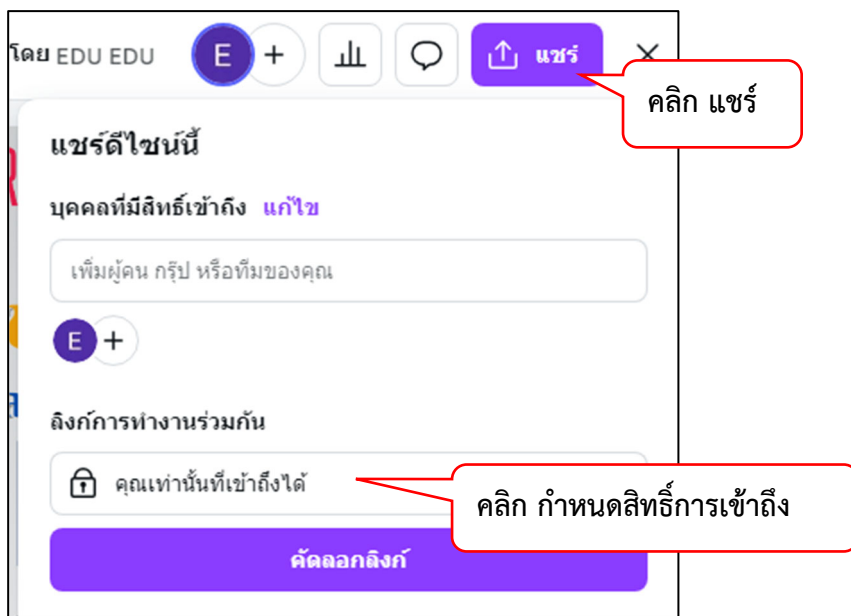 โดย EDU EDU
E
+
แชร์
คลิก แชร์
แชร์ดีไซน์นี้
บุคคลที่มีสิทธิ์เข้าถึง แก้ไข
เพิ่มผู้คน กรุ๊ป หรือทีมของคุณ
E
+
ลิงก์การทำงานร่วมกัน
คุณเท่านั้นที่เข้าถึงได้
คลิก กำหนดสิทธิ์การเข้าถึง
คัดลอกลิงก์